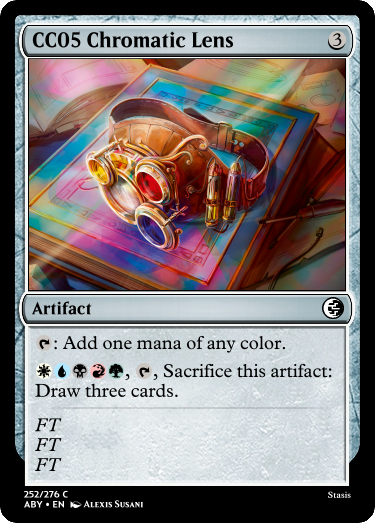 CC05 Chromatic Lens 3
Artifact
: Add one mana of any color.
, , Sacrifice this artifact:
Draw three cards.
FT
FT
FT
252/276 C
ABY • EN Alexis Susani
Stasis